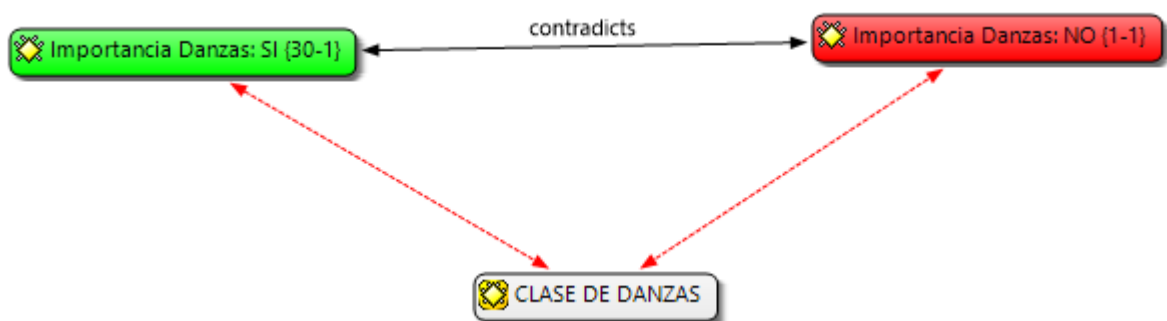 contradicts
Importancia Danzas: SI {30-1}
Importancia Danzas: NO {1-1}
CLASE DE DANZAS